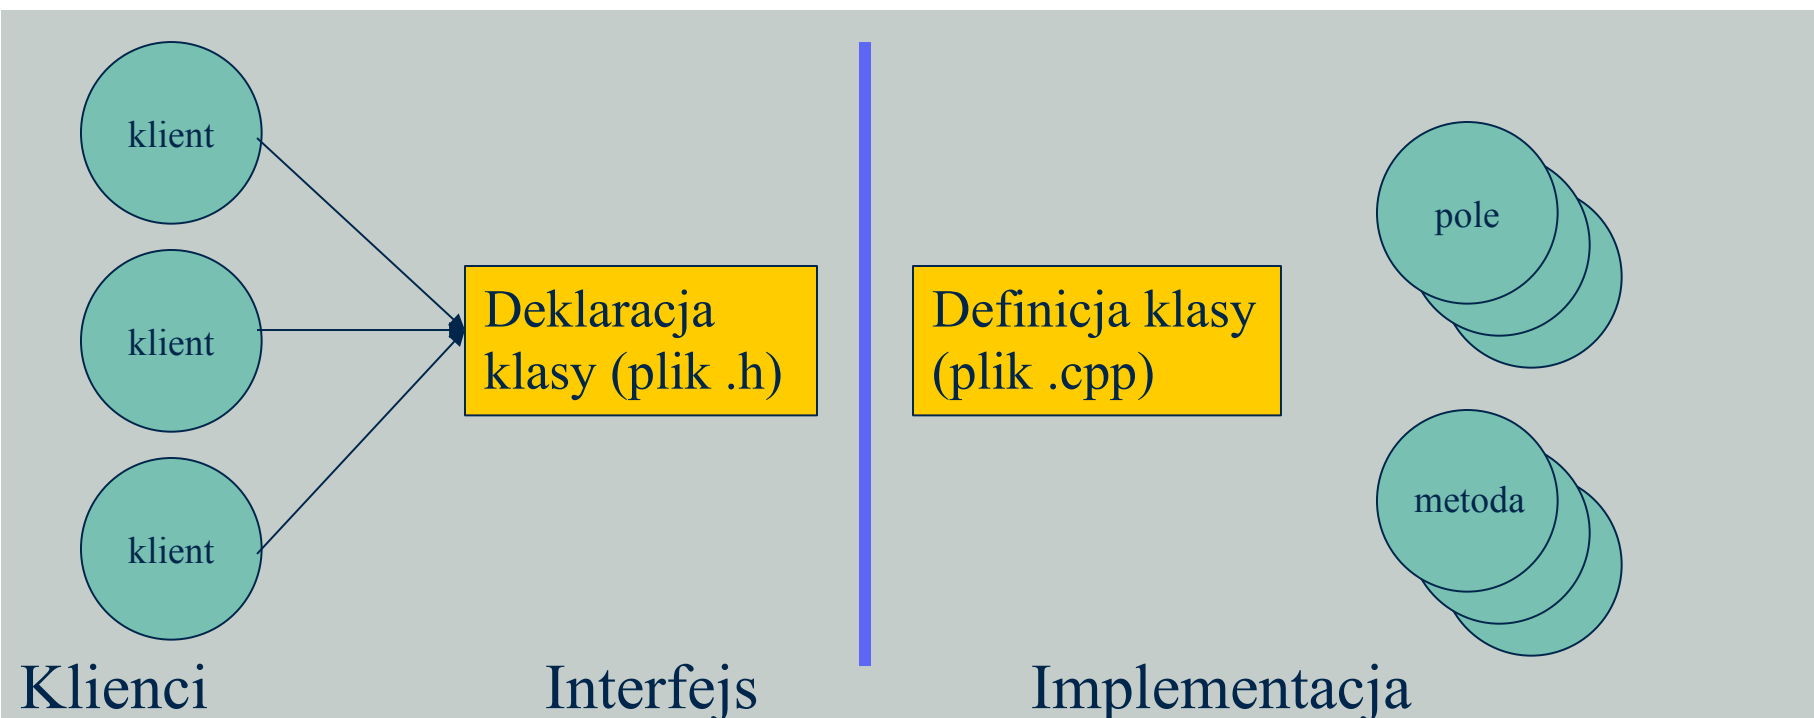 klient
klient
klient
Deklaracja
klasy (plik .h)
Definicja klasy
(plik .cpp)
pole
metoda
Klienci
Interfejs
Implementacja